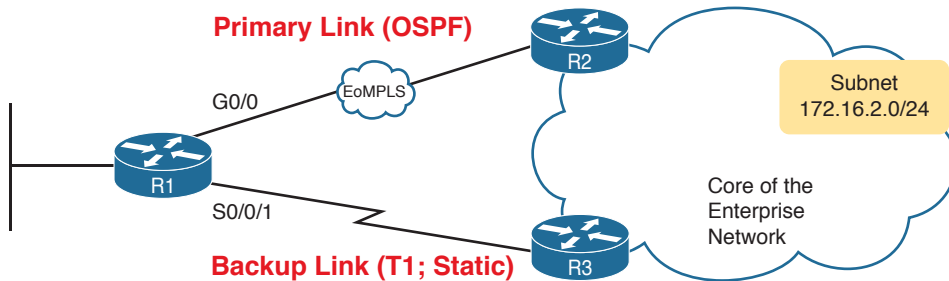 Primary Link (OSPF)
R2
EoMPLS
Subnet
172.16.2.0/24
G0/0
R1
S0/0/1
Core of the
Enterprise
Network
Backup Link (T1; Static)
R3